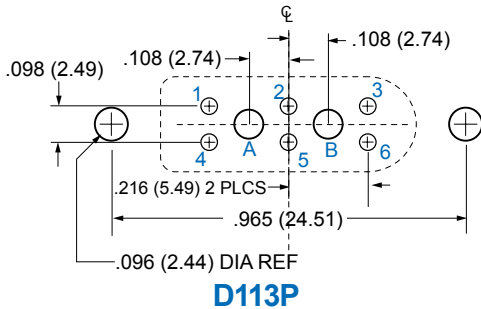 ℄
.108 (2.74)
.108 (2.74)
.098 (2.49)
1
2
3
4
A
5
B
6
.216 (5.49) 2 PLCS
.965 (24.51)
.096 (2.44) DIA REF
D113P